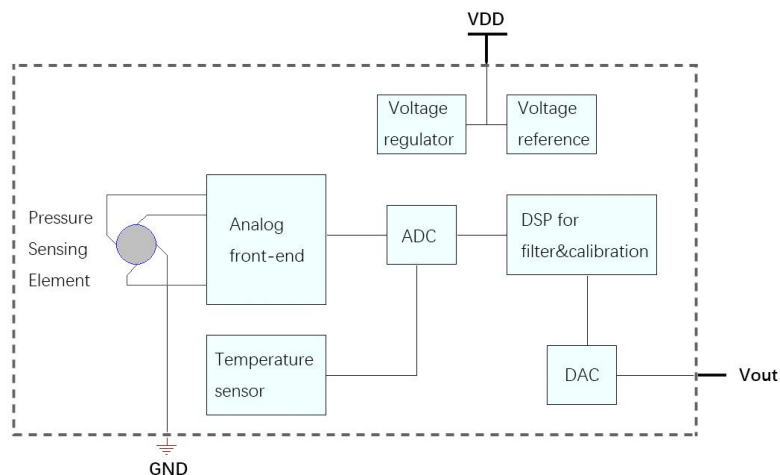 VDD
Voltage
regulator
Voltage
reference
Pressure
Sensing
Element
Analog
front-end
ADC
DSP for
filter&calibration
Temperature
sensor
DAC
Vout
GND